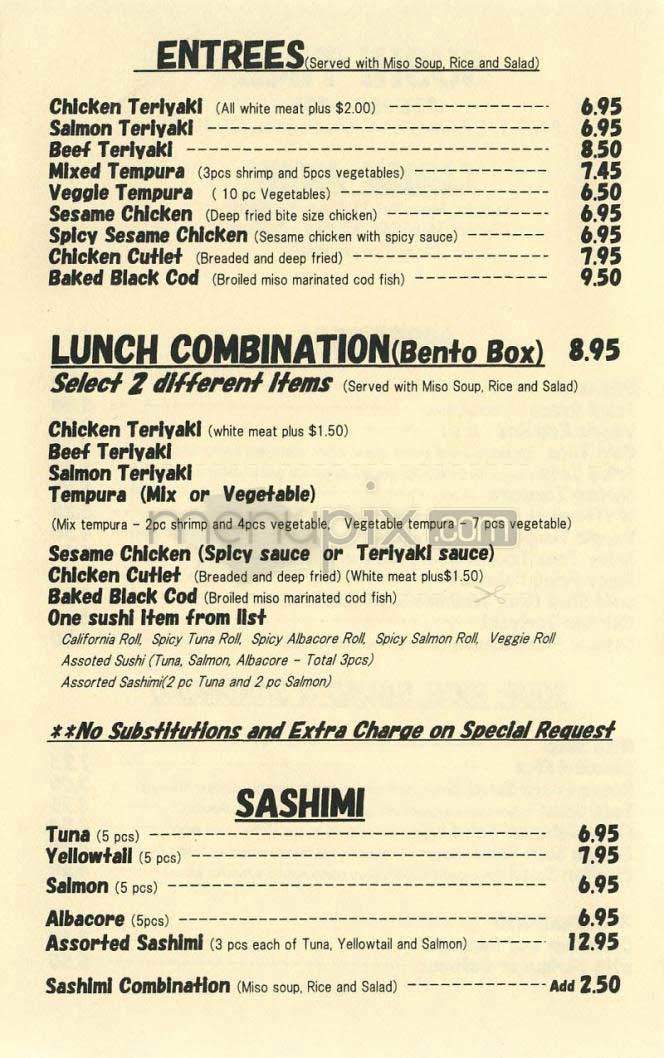 ENTREES(Served with Miso Soup, Rice and Salad)
Chicken Teriyaki (All white meat plus $2.00) 6.95
Salmon Teriyaki 6.95
Beef Teriyaki 8.50
Mixed Tempura (3pcs shrimp and 5pcs vegetables) 7.45
Veggie Tempura ( 10 pc Vegetables) 6.50
Sesame Chicken (Deep fried bite size chicken) 6.95
Spicy Sesame Chicken (Sesame chicken with spicy sauce) 6.95
Chicken Cutlet (Breaded and deep fried) 7.95
Baked Black Cod (Broiled miso marinated cod fish) 9.50
LUNCH COMBINATION(Bento Box) 8.95
Select 2 different Items (Served with Miso Soup, Rice and Salad)
Chicken Teriyaki (white meat plus $1.50)
Beef Teriyaki
Salmon Teriyaki
Tempura (Mix or Vegetable)
(Mix tempura - 2pc shrimp and 4pcs vegetable, Vegetable tempura - 7 pcs vegetable)
menupix.com
Sesame Chicken (Spicy sauce or Teriyaki sauce)
Chicken Cutlet (Breaded and deep fried) (White meat plus$1.50)
Baked Black Cod (Broiled miso marinated cod fish)
One sushi Item from list
California Roll, Spicy Tuna Roll, Spicy Albacore Roll, Spicy Salmon Roll, Veggie Roll
Assoted Sushi (Tuna, Salmon, Albacore - Total 3pcs)
Assorted Sashimi(2 pc Tuna and 2 pc Salmon)
**No Substitutions and Extra Charge on Special Request
SASHIMI
Tuna (5 pcs) 6.95
Yellowtail (5 pcs) 7.95
Salmon (5 pcs) 6.95
Albacore (5pcs) 6.95
Assorted Sashimi (3 pcs each of Tuna, Yellowtail and Salmon) 12.95
Sashimi Combination (Miso soup, Rice and Salad) Add 2.50